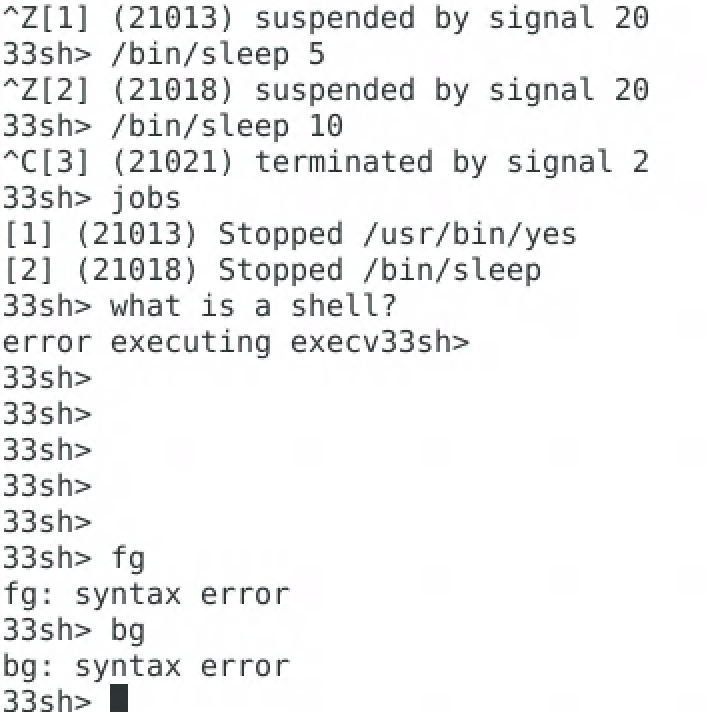 ^Z[1] (21013) suspended by signal 20
33sh> /bin/sleep 5
^Z[2] (21018) suspended by signal 20
33sh> /bin/sleep 10
^C[3] (21021) terminated by signal 2
33sh> jobs
[1] (21013) Stopped /usr/bin/yes
[2] (21018) Stopped /bin/sleep
33sh> what is a shell?
error executing execv33sh>
33sh>
33sh>
33sh>
33sh>
33sh>
33sh> fg
fg: syntax error
33sh> bg
bg: syntax error
33sh>